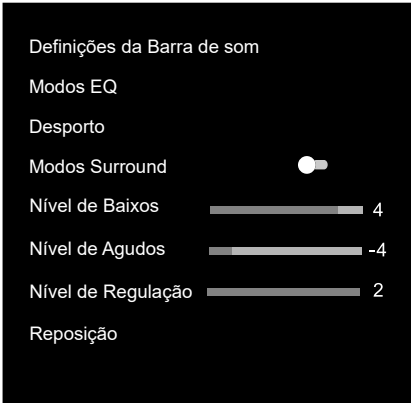 Definições da Barra de som
Modos EQ
Desporto
Modos Surround
Nível de Baixos 4
Nível de Agudos -4
Nível de Regulação 2
Reposição